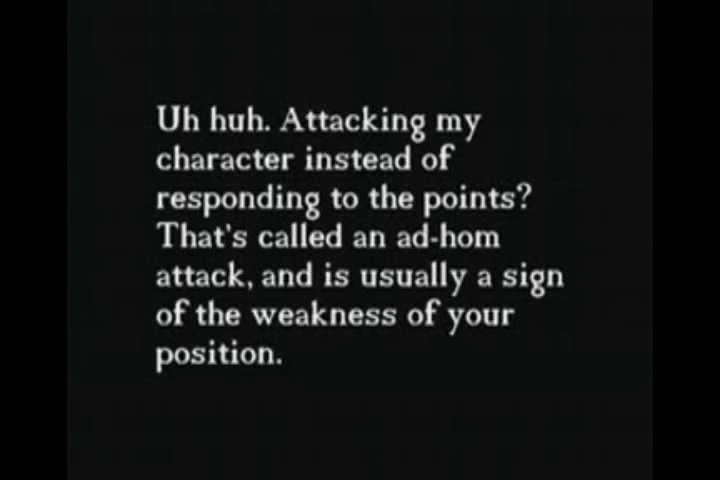 Uh huh. Attacking my
character instead of
responding to the points?
That's called an ad-hom
attack, and is usually a sign
of the weakness of your
position.